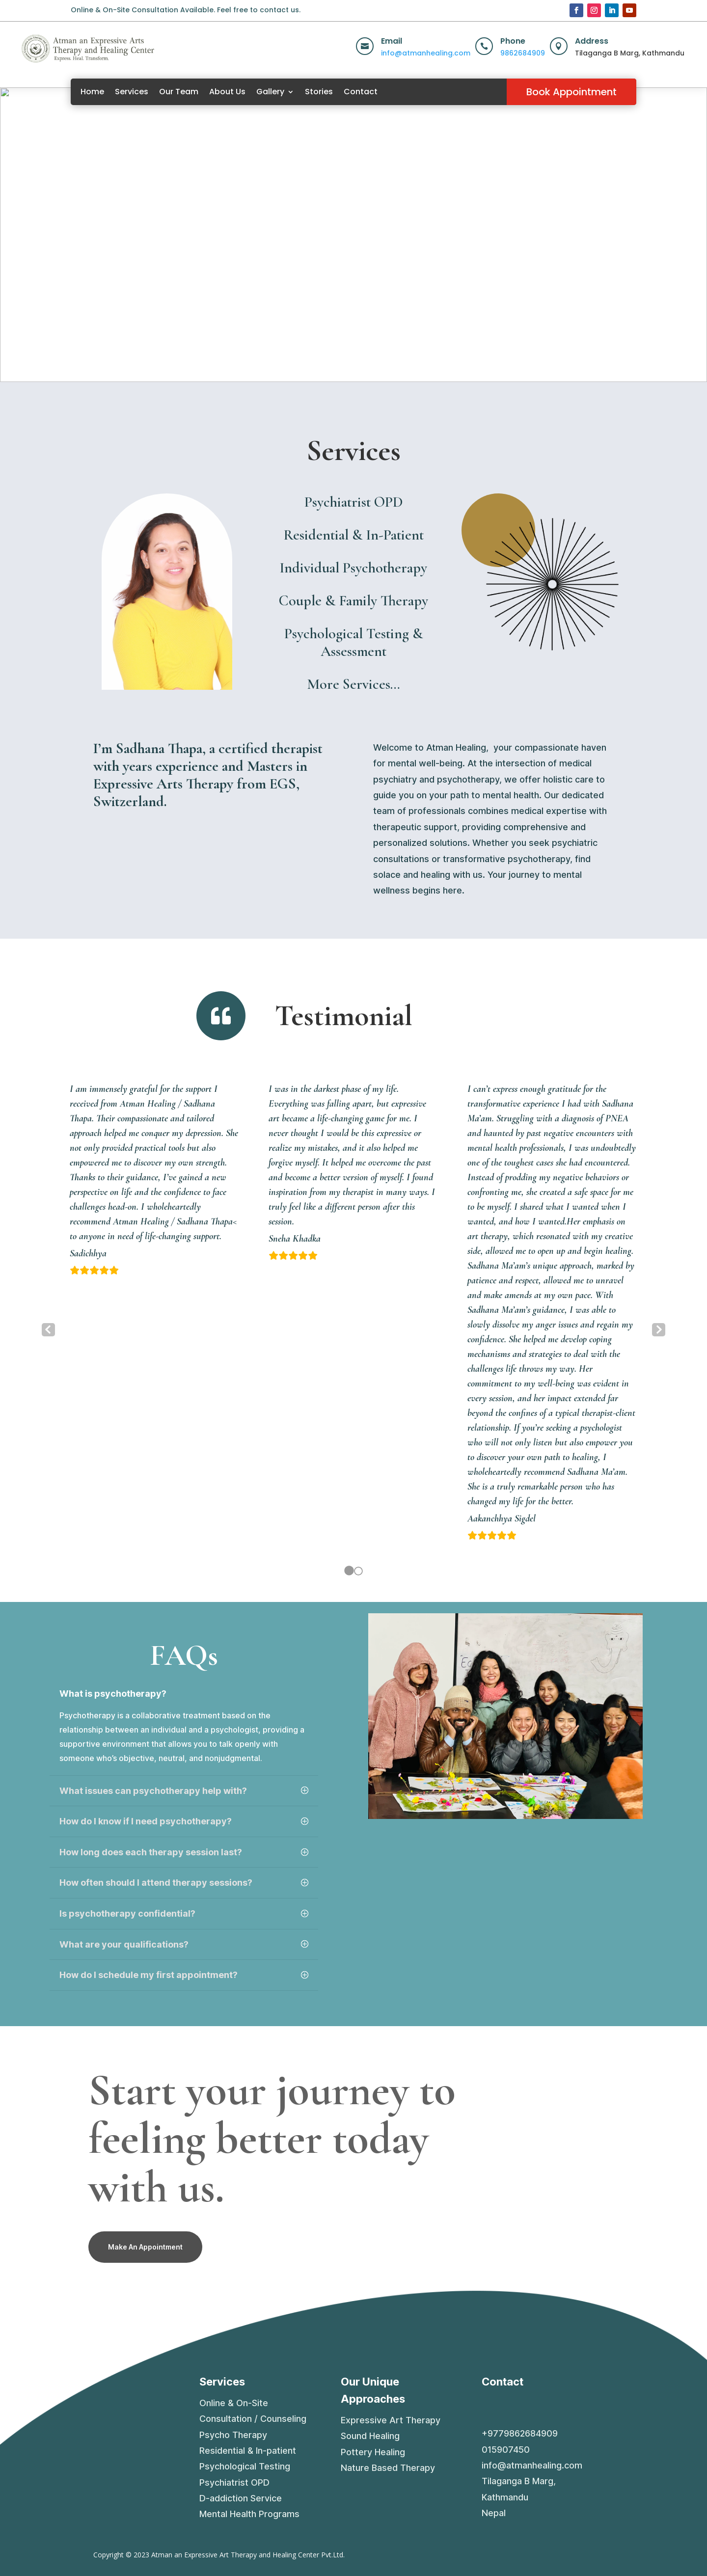 Online & On-Site Consultation Available. Feel free to contact us.
Atman an Expressive Arts
Therapy and Healing Center
Express. Heal. Transform.
Email
info@atmanhealing.com
Phone
9862684909
Address
Tilaganga B Marg, Kathmandu
Home Services Our Team About Us Gallery Stories Contact
Book Appointment
Services
Psychiatrist OPD
Residential & In-Patient
Individual Psychotherapy
Couple & Family Therapy
Psychological Testing &
Assessment
More Services...
I'm Sadhana Thapa, a certified therapist
with years experience and Masters in
Expressive Arts Therapy from EGS,
Switzerland.
Welcome to Atman Healing, your compassionate haven
for mental well-being. At the intersection of medical
psychiatry and psychotherapy, we offer holistic care to
guide you on your path to mental health. Our dedicated
team of professionals combines medical expertise with
therapeutic support, providing comprehensive and
personalized solutions. Whether you seek psychiatric
consultations or transformative psychotherapy, find
solace and healing with us. Your journey to mental
wellness begins here.
Testimonial
I am immensely grateful for the support I
received from Atman Healing / Sadhana
Thapa. Their compassionate and tailored
approach helped me conquer my depression. She
not only provided practical tools but also
empowered me to discover my own strength.
Thanks to their guidance, I've gained a new
perspective on life and the confidence to face
challenges head-on. I wholeheartedly
recommend Atman Healing / Sadhana Thapa<
to anyone in need of life-changing support.
Sadichhya
I was in the darkest phase of my life.
Everything was falling apart, but expressive
art became a life-changing game for me. I
never thought I would be this expressive or
realize my mistakes, and it also helped me
forgive myself. It helped me overcome the past
and become a better version of myself. I found
inspiration from my therapist in many ways. I
truly feel like a different person after this
session.
Sneha Khadka
I can't express enough gratitude for the
transformative experience I had with Sadhana
Ma'am. Struggling with a diagnosis of PNEA
and haunted by past negative encounters with
mental health professionals, I was undoubtedly
one of the toughest cases she had encountered.
Instead of prodding my negative behaviors or
confronting me, she created a safe space for me
to be myself. I shared what I wanted when I
wanted, and how I wanted.Her emphasis on
art therapy, which resonated with my creative
side, allowed me to open up and begin healing.
Sadhana Ma'am's unique approach, marked by
patience and respect, allowed me to unravel
and make amends at my own pace. With
Sadhana Ma'am's guidance, I was able to
slowly dissolve my anger issues and regain my
confidence. She helped me develop coping
mechanisms and strategies to deal with the
challenges life throws my way. Her
commitment to my well-being was evident in
every session, and her impact extended far
beyond the confines of a typical therapist-client
relationship. If you're seeking a psychologist
who will not only listen but also empower you
to discover your own path to healing, I
wholeheartedly recommend Sadhana Ma'am.
She is a truly remarkable person who has
changed my life for the better.
Aakanchhya Sigdel
FAQs
What is psychotherapy?
Psychotherapy is a collaborative treatment based on the
relationship between an individual and a psychologist, providing a
supportive environment that allows you to talk openly with
someone who's objective, neutral, and nonjudgmental.
What issues can psychotherapy help with?
How do I know if I need psychotherapy?
How long does each therapy session last?
How often should I attend therapy sessions?
Is psychotherapy confidential?
What are your qualifications?
How do I schedule my first appointment?
Start your journey to
feeling better today
with us.
Make An Appointment
Services
Online & On-Site
Consultation / Counseling
Psycho Therapy
Residential & In-patient
Psychological Testing
Psychiatrist OPD
D-addiction Service
Mental Health Programs
Our Unique
Approaches
Expressive Art Therapy
Sound Healing
Pottery Healing
Nature Based Therapy
Contact
+9779862684909
015907450
info@atmanhealing.com
Tilaganga B Marg,
Kathmandu
Nepal
Copyright © 2023 Atman an Expressive Art Therapy and Healing Center Pvt.Ltd.